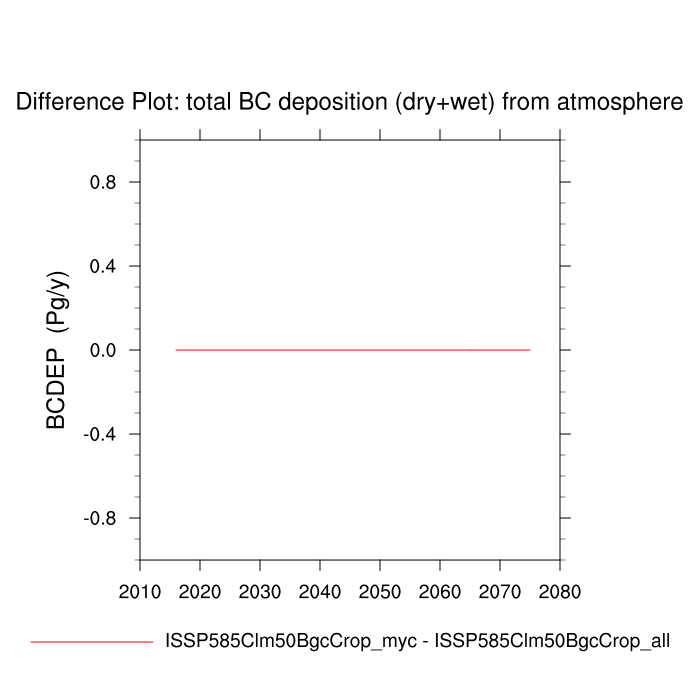 Difference Plot: total BC deposition (dry+wet) from atmosphere
BCDEP (Pg/y)
0.8
0.4
0.0
-0.4
-0.8
2010 2020 2030 2040 2050 2060 2070 2080
ISSP585Clm50BgcCrop_myc - ISSP585Clm50BgcCrop_all